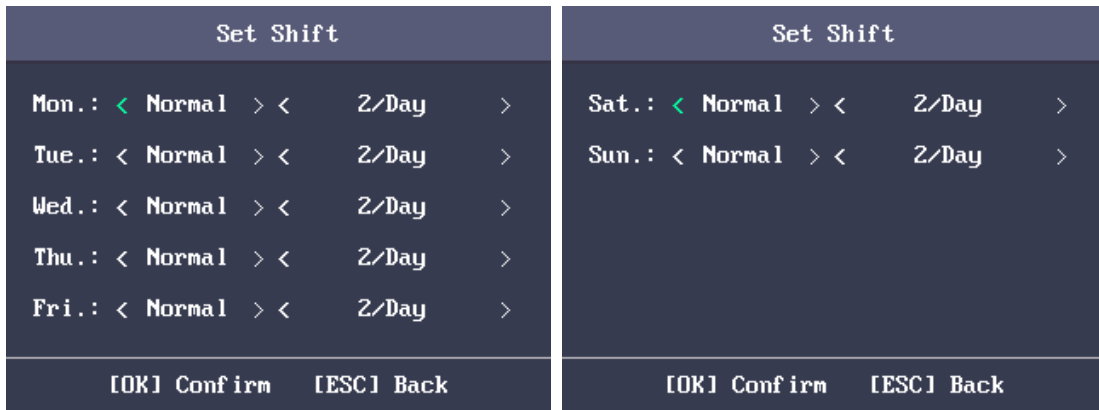 Set Shift
Mon.: < Normal > < 2/Day >
Tue.: < Normal > < 2/Day >
Wed.: < Normal > < 2/Day >
Thu.: < Normal > < 2/Day >
Fri.: < Normal > < 2/Day >
[OK] Confirm [ESC] Back
Set Shift
Sat.: < Normal > < 2/Day >
Sun.: < Normal > < 2/Day >
[OK] Confirm [ESC] Back